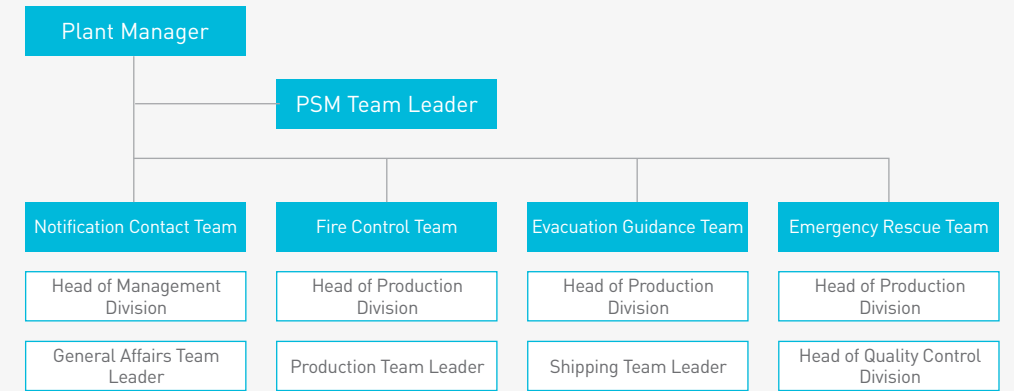 Plant Manager
PSM Team Leader
Notification Contact Team
Fire Control Team
Evacuation Guidance Team
Emergency Rescue Team
Head of Management
Division
Head of Production
Division
Head of Production
Division
Head of Production
Division
General Affairs Team
Leader
Production Team Leader
Shipping Team Leader
Head of Quality Control
Division